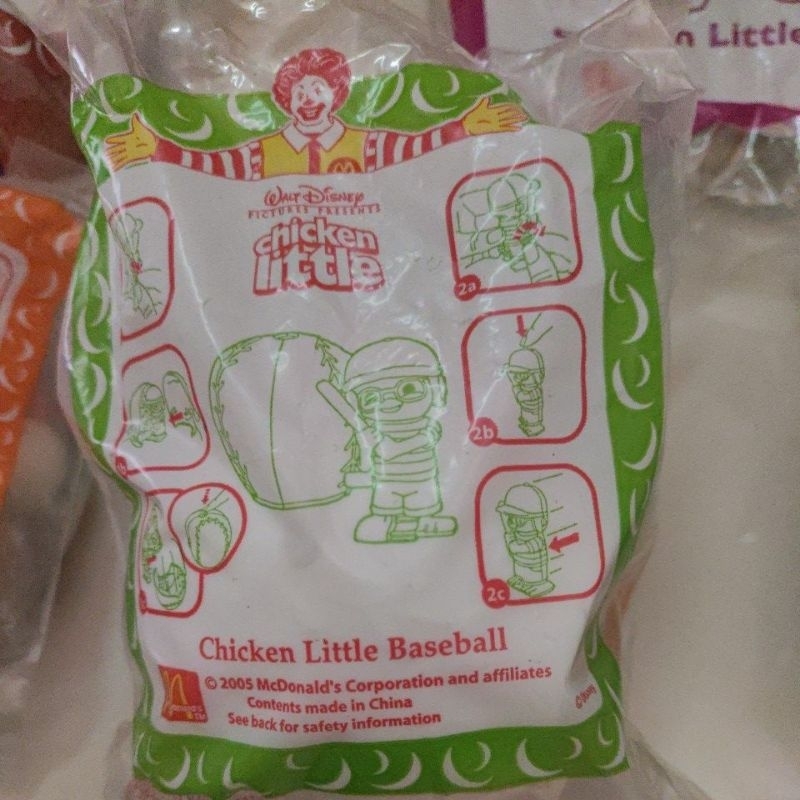 n Little
WALT DISNEY
PICTURES PRESENTS
chicken
little
2a
2b
2c
Chicken Little Baseball
© 2005 McDonald's Corporation and affiliates
Contents made in China
See back for safety information
© Disney